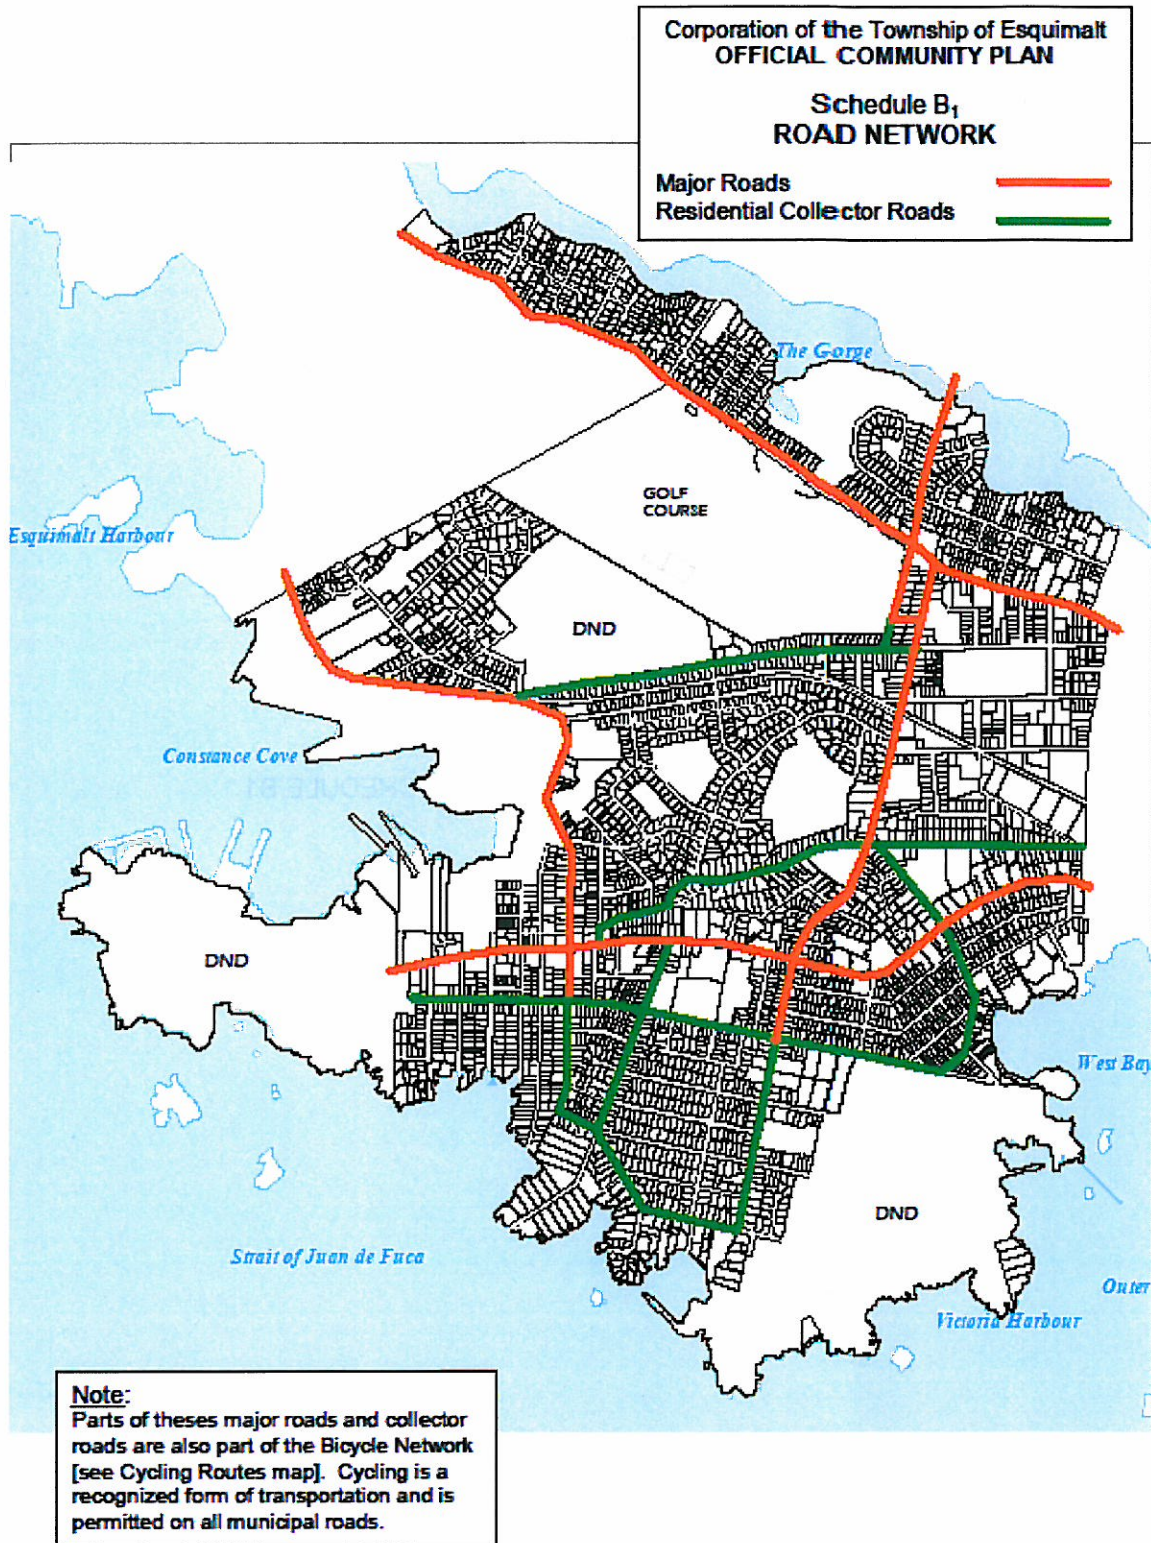 Corporation of the Township of Esquimalt
OFFICIAL COMMUNITY PLAN
Schedule B₁
ROAD NETWORK
Major Roads
Residential Collector Roads
The Gorge
GOLF
COURSE
Esquimalt Harbour
DND
Constance Cove
SCHEDULE B1
DND
West Bay
DND
Strait of Juan de Fuca
Outer
Victoria Harbour
Note:
Parts of theses major roads and collector
roads are also part of the Bicycle Network
[see Cycling Routes map]. Cycling is a
recognized form of transportation and is
permitted on all municipal roads.